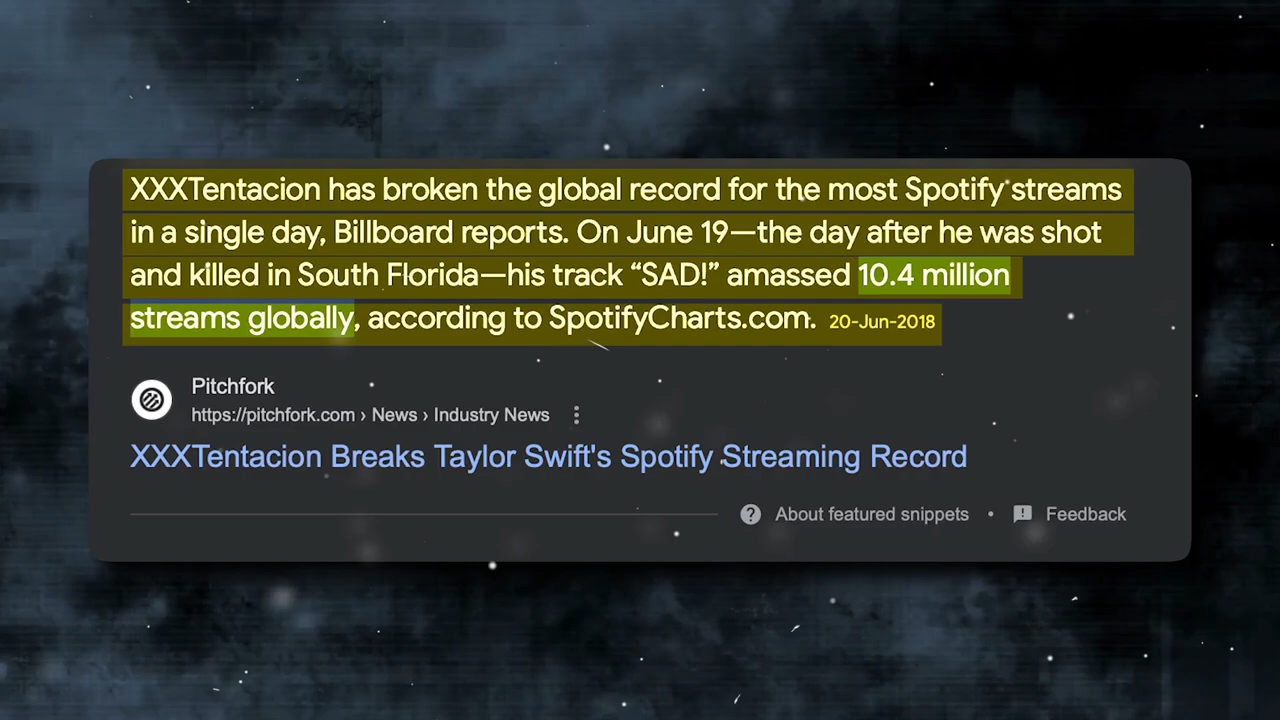 XXXTentacion has broken the global record for the most Spotify streams
in a single day, Billboard reports. On June 19—the day after he was shot
and killed in South Florida—his track “SAD!” amassed 10.4 million
streams globally, according to SpotifyCharts.com. 20-Jun-2018
Pitchfork
https://pitchfork.com › News › Industry News
XXXTentacion Breaks Taylor Swift's Spotify Streaming Record
About featured snippets • Feedback